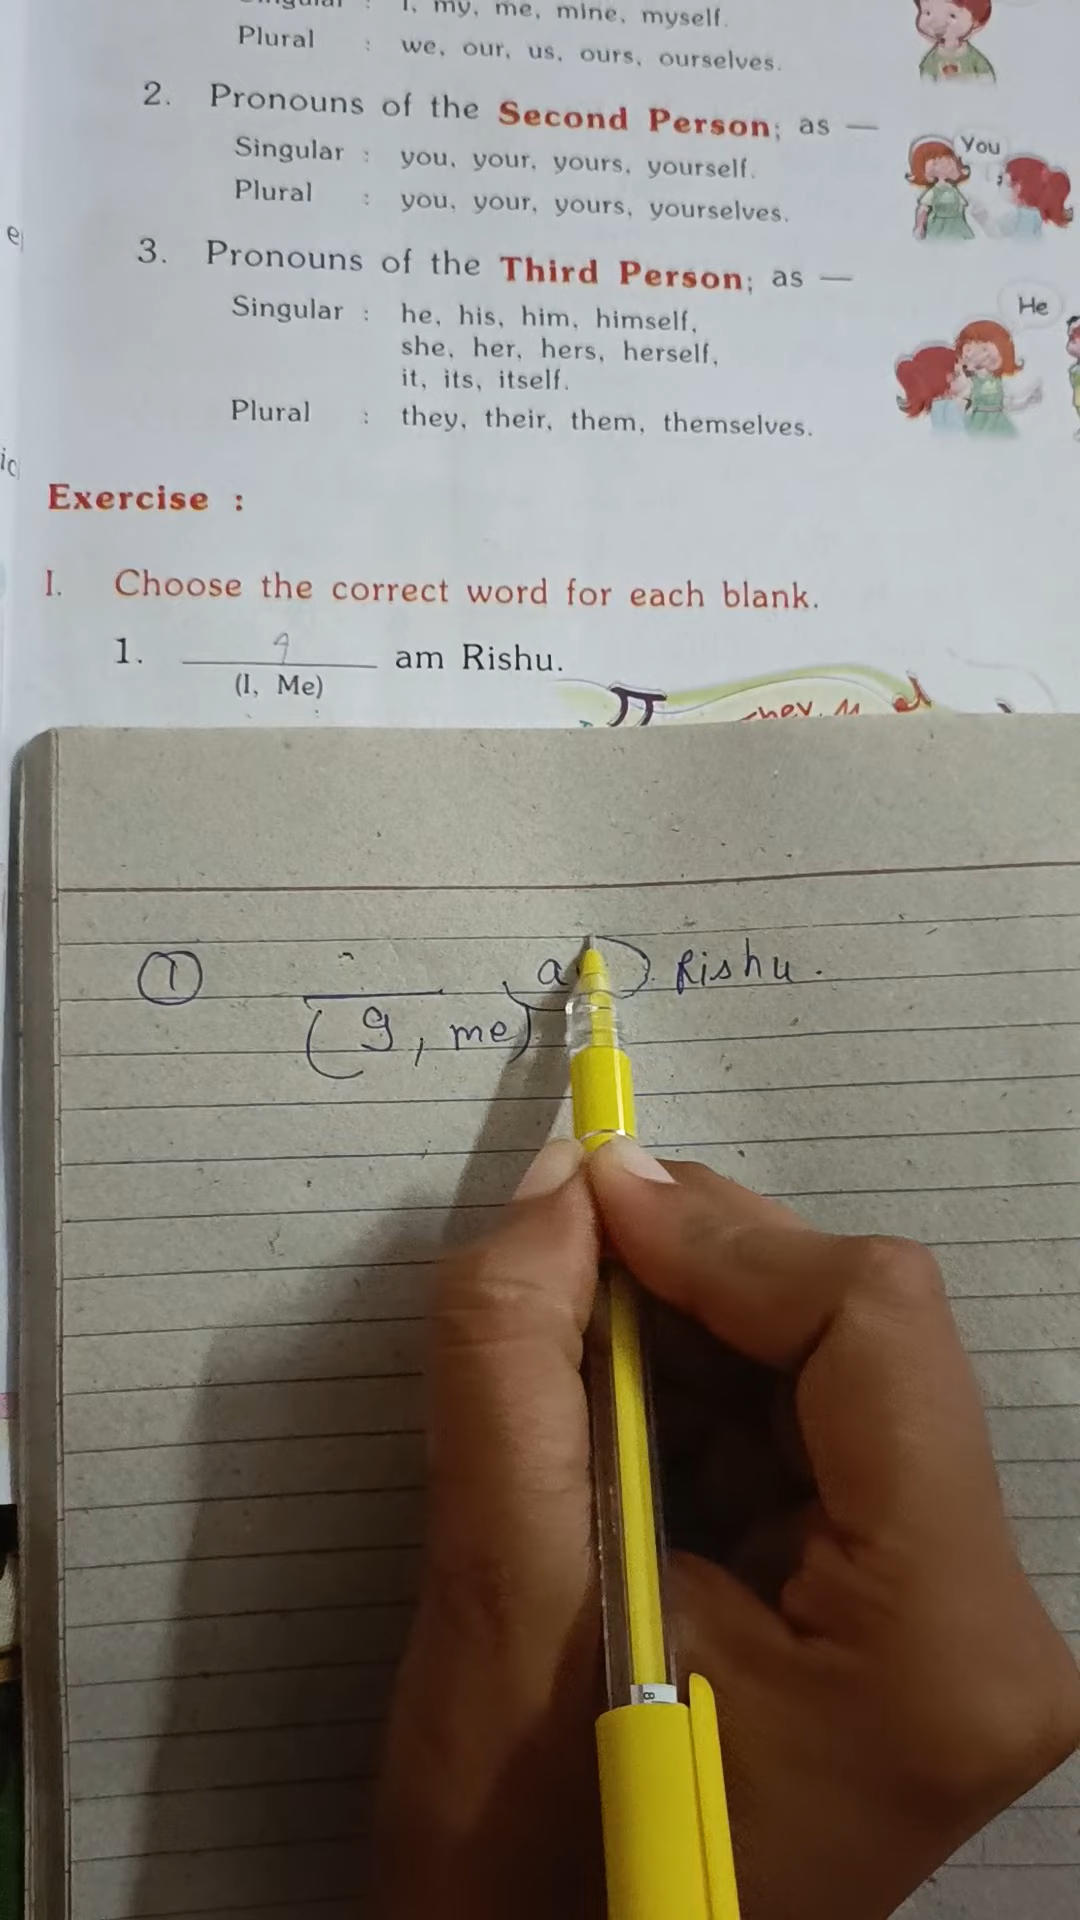 I, my, me, mine, myself.
Plural : we, our, us, ours, ourselves.
2. Pronouns of the Second Person; as —
Singular : you, your, yours, yourself.
Plural : you, your, yours, yourselves.
You
3. Pronouns of the Third Person; as —
Singular : he, his, him, himself,
she, her, hers, herself,
it, its, itself.
Plural : they, their, them, themselves.
He
Exercise :
I. Choose the correct word for each blank.
1. I am Rishu.
(I, Me)
1 Rishu.
(I, me)